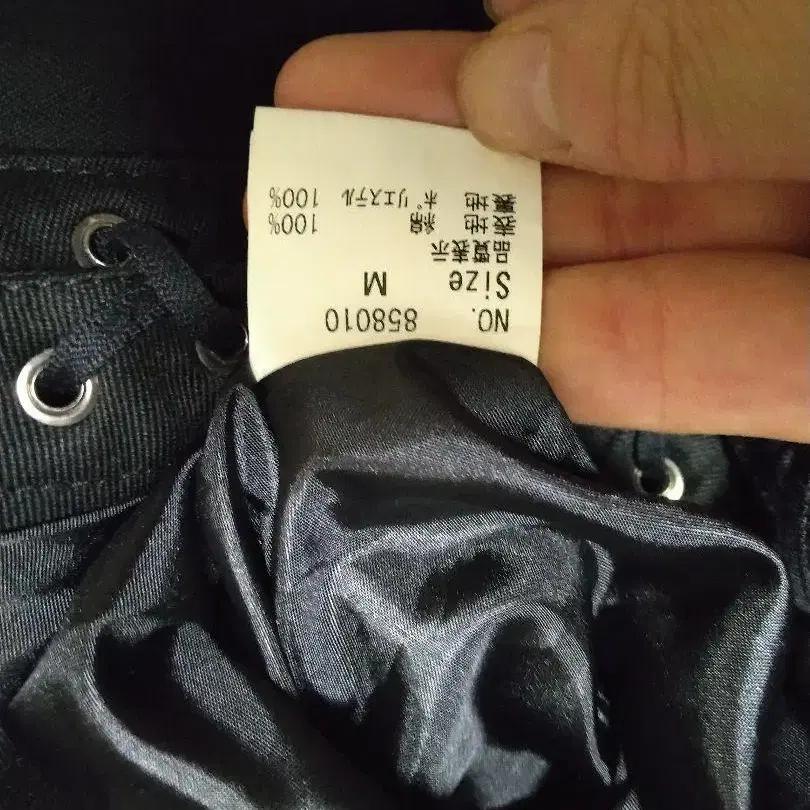 NO. 858010
Size M
品質表示
表地 綿 100%
裏地 ポリエステル 100%